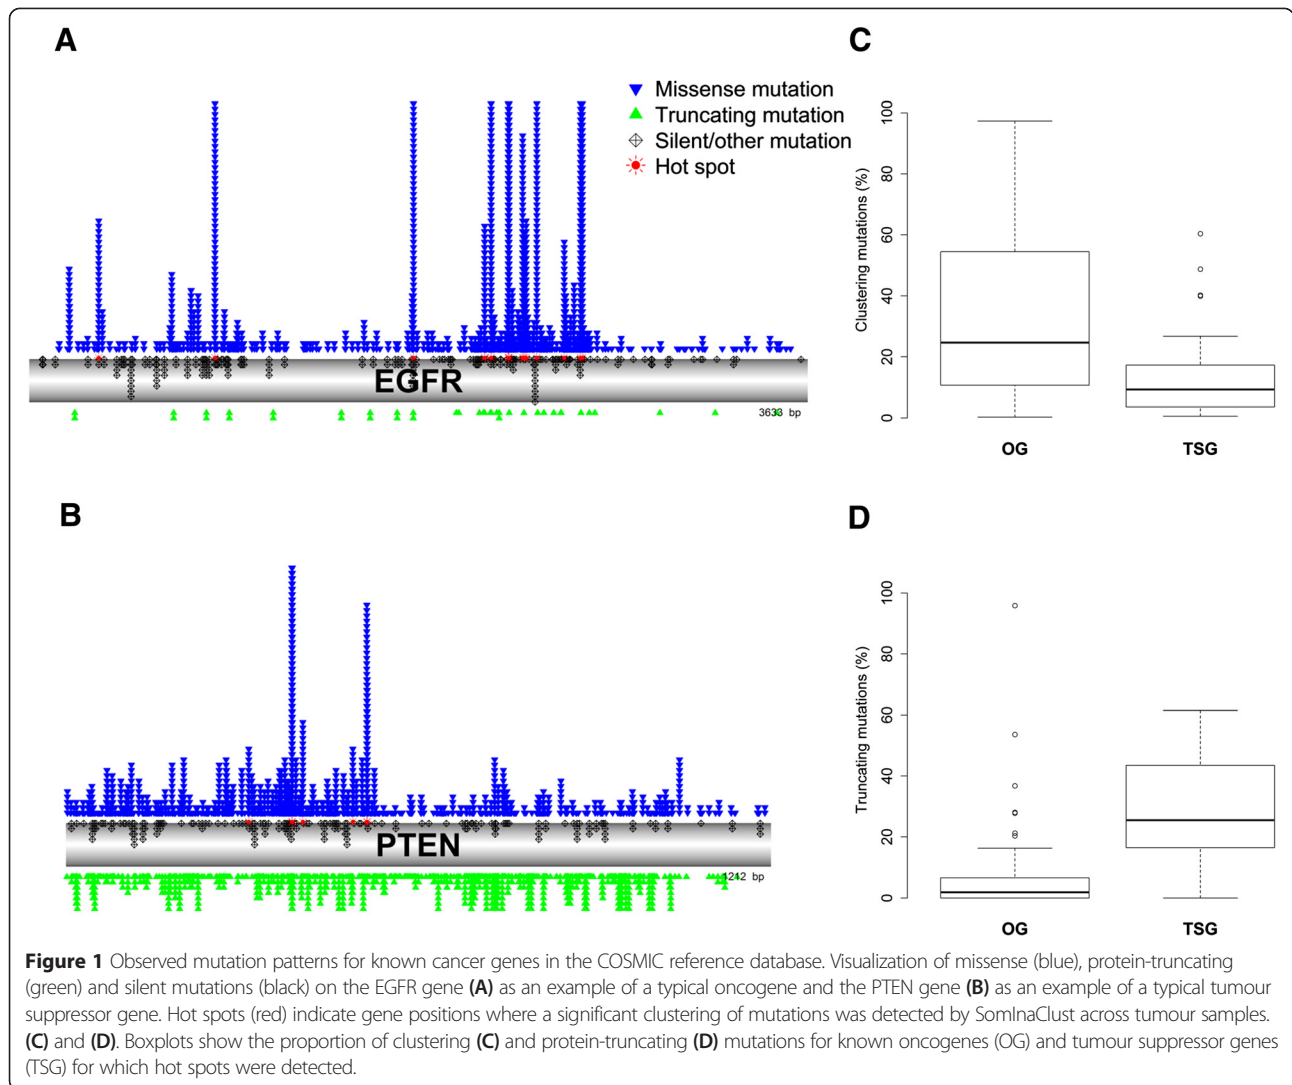 A
Missense mutation
Truncating mutation
Silent/other mutation
Hot spot
EGFR
3633 bp
C
Clustering mutations (%)
100
80
60
40
20
0
OG
TSG
B
PTEN
1212 bp
D
Truncating mutations (%)
100
80
60
40
20
0
OG
TSG
Figure 1 Observed mutation patterns for known cancer genes in the COSMIC reference database. Visualization of missense (blue), protein-truncating
(green) and silent mutations (black) on the EGFR gene (A) as an example of a typical oncogene and the PTEN gene (B) as an example of a typical tumour
suppressor gene. Hot spots (red) indicate gene positions where a significant clustering of mutations was detected by SomInaClust across tumour samples.
(C) and (D). Boxplots show the proportion of clustering (C) and protein-truncating (D) mutations for known oncogenes (OG) and tumour suppressor genes
(TSG) for which hot spots were detected.